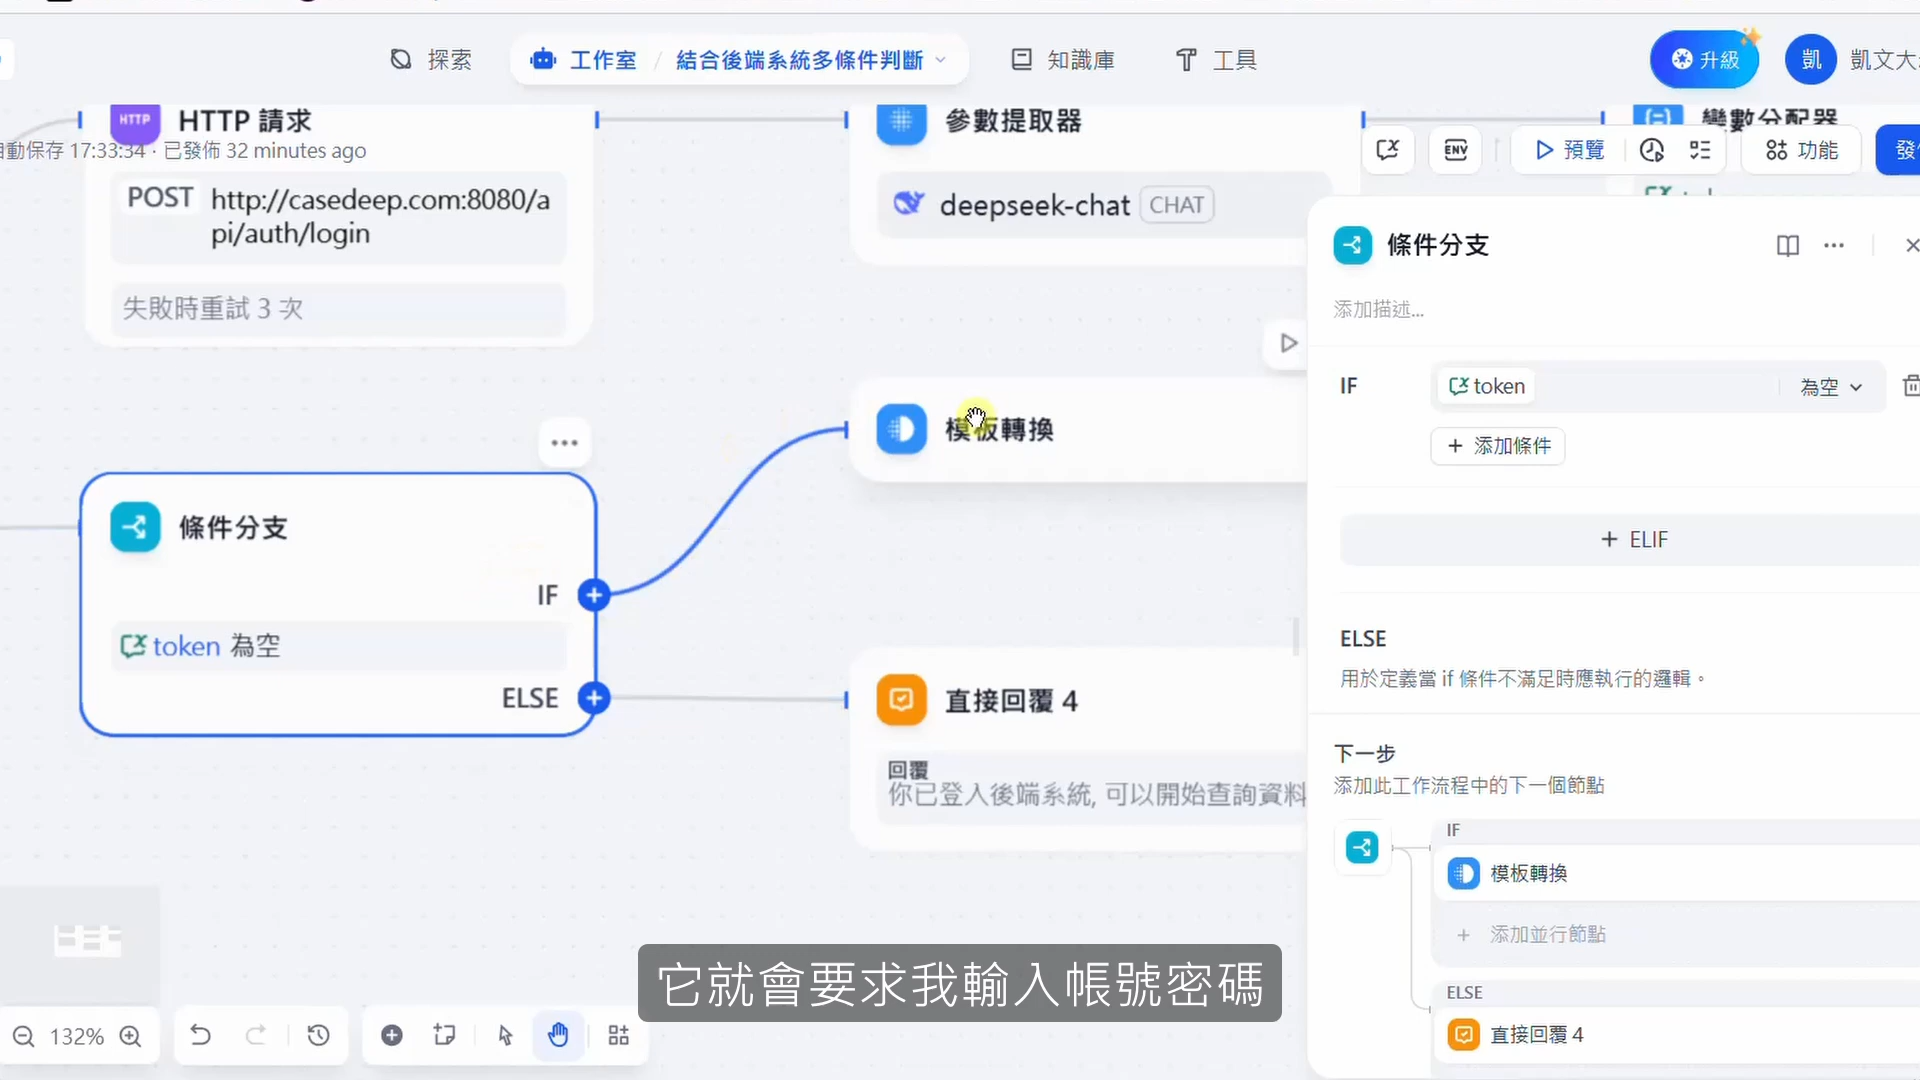 探索
工作室 / 結合後端系統多條件判斷
知識庫
工具
升級
凱
凱文大
HTTP
HTTP 請求
動保存 17:33:34 · 已發佈 32 minutes ago
POST
http://casedeep.com:8080/a
pi/auth/login
失敗時重試 3 次
參數提取器
deepseek-chat
CHAT
變數分配器
ENV
預覽
功能
條件分支
IF
token 為空
ELSE
模板轉換
直接回覆 4
回覆
你已登入後端系統, 可以開始查詢資料
條件分支
添加描述...
IF
token
為空
+ 添加條件
+ ELIF
ELSE
用於定義當 if 條件不滿足時應執行的邏輯。
下一步
添加此工作流程中的下一個節點
IF
模板轉換
+ 添加並行節點
ELSE
直接回覆 4
它就會要求我輸入帳號密碼
132%